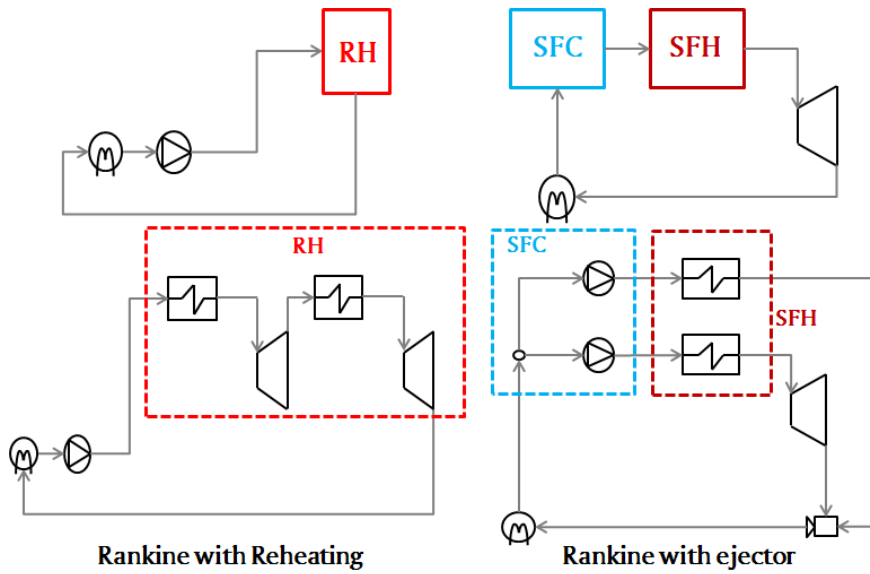 RH
SFC
SFH
RH
SFC
SFH
Rankine with Reheating
Rankine with ejector